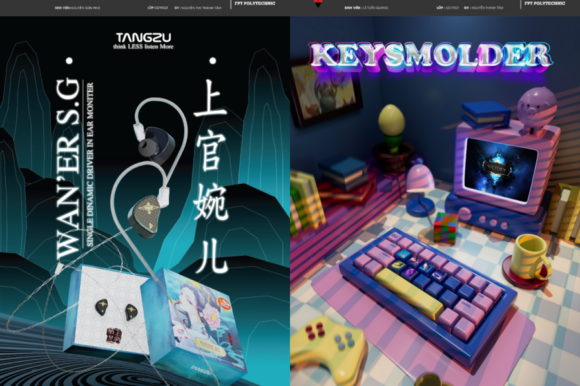 FPT POLYTECHNIC
TANGZU
think LESS listen More
WAN'ER S.G
SINGLE DINAMIC DRIVER IN EAR MONITER
上官婉儿
FPT POLYTECHNIC
KEYSMOLDER